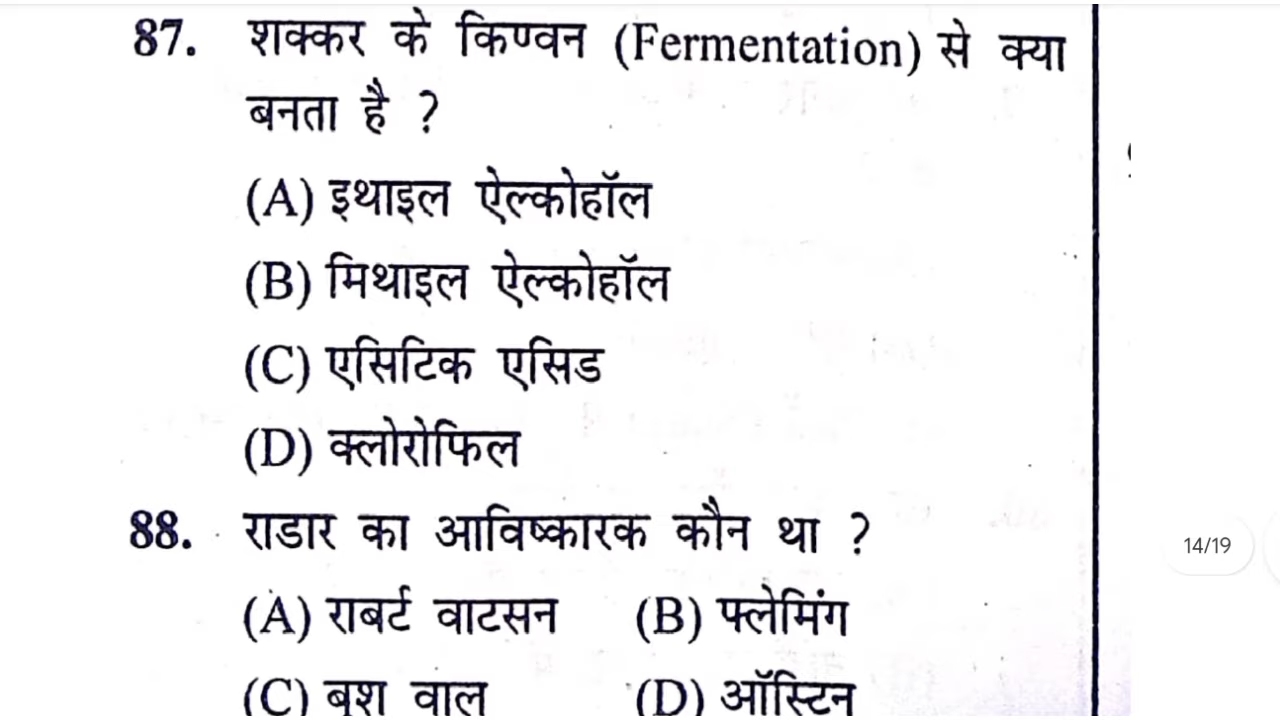 87. शक्कर के किण्वन (Fermentation) से क्या
बनता है ?
(A) इथाइल ऐल्कोहॉल
(B) मिथाइल ऐल्कोहॉल
(C) एसिटिक एसिड
(D) क्लोरोफिल
88. राडार का आविष्कारक कौन था ?
14/19
(A) राबर्ट वाटसन (B) फ्लेमिंग
(C) बुश वाल (D) ऑस्टिन